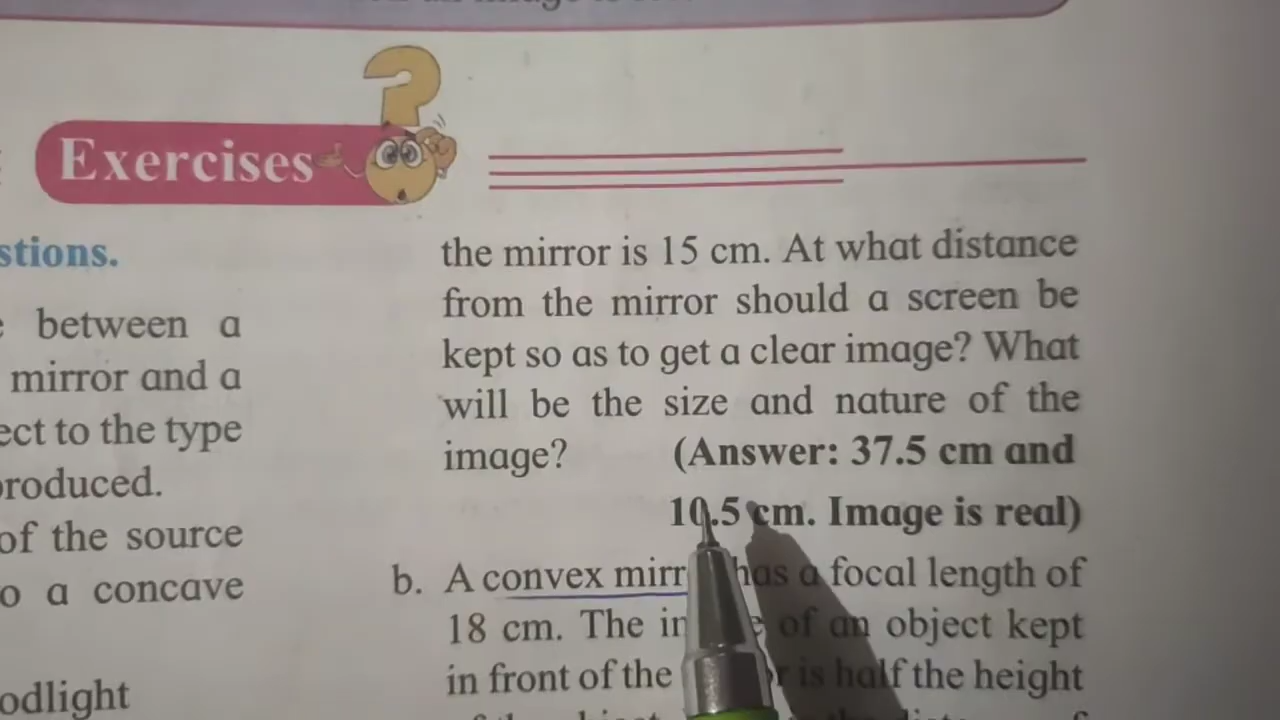 Exercises
stions.
between a
mirror and a
ect to the type
roduced.
of the source
o a concave
odlight
the mirror is 15 cm. At what distance
from the mirror should a screen be
kept so as to get a clear image? What
will be the size and nature of the
image? (Answer: 37.5 cm and
10.5 cm. Image is real)
b. A convex mirr has a focal length of
18 cm. The of an object kept
in front of the is half the height